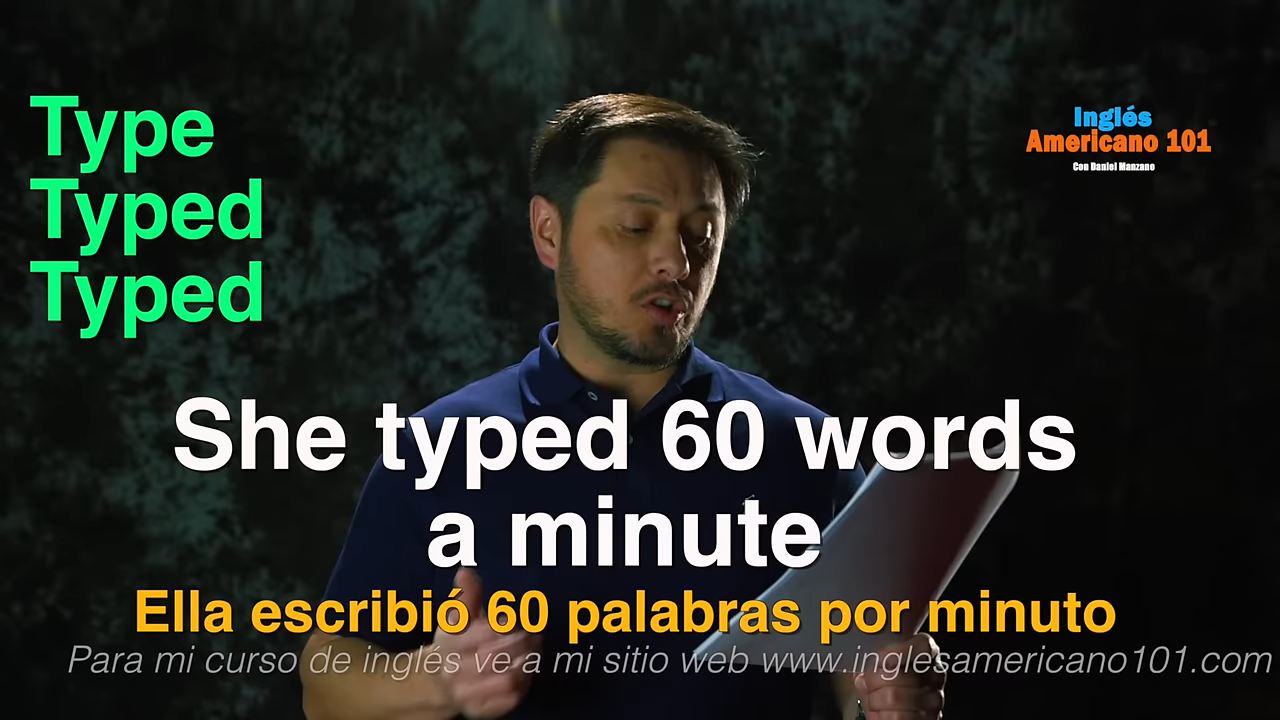 Type
Typed
Typed
Inglés
Americano 101
Con Daniel Manzano
She typed 60 words
a minute
Ella escribió 60 palabras por minuto
Para mi curso de inglés ve a mi sitio web www.inglesamericano101.com